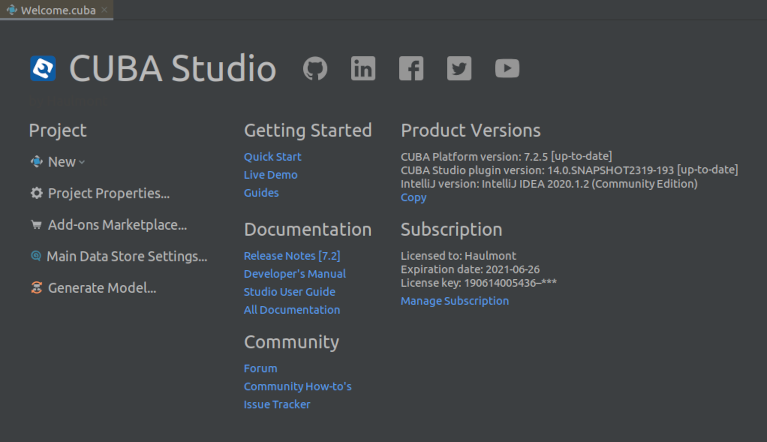 Welcome.cuba
CUBA Studio
Project
New
Project Properties...
Add-ons Marketplace...
Main Data Store Settings...
Generate Model...
Getting Started
Quick Start
Live Demo
Guides
Documentation
Release Notes [7.2]
Developer's Manual
Studio User Guide
All Documentation
Community
Forum
Community How-to's
Issue Tracker
Product Versions
CUBA Platform version: 7.2.5 [up-to-date]
CUBA Studio plugin version: 14.0.SNAPSHOT2319-193 [up-to-date]
IntelliJ version: IntelliJ IDEA 2020.1.2 (Community Edition)
Copy
Subscription
Licensed to: Haulmont
Expiration date: 2021-06-26
License key: 190614005436–***
Manage Subscription